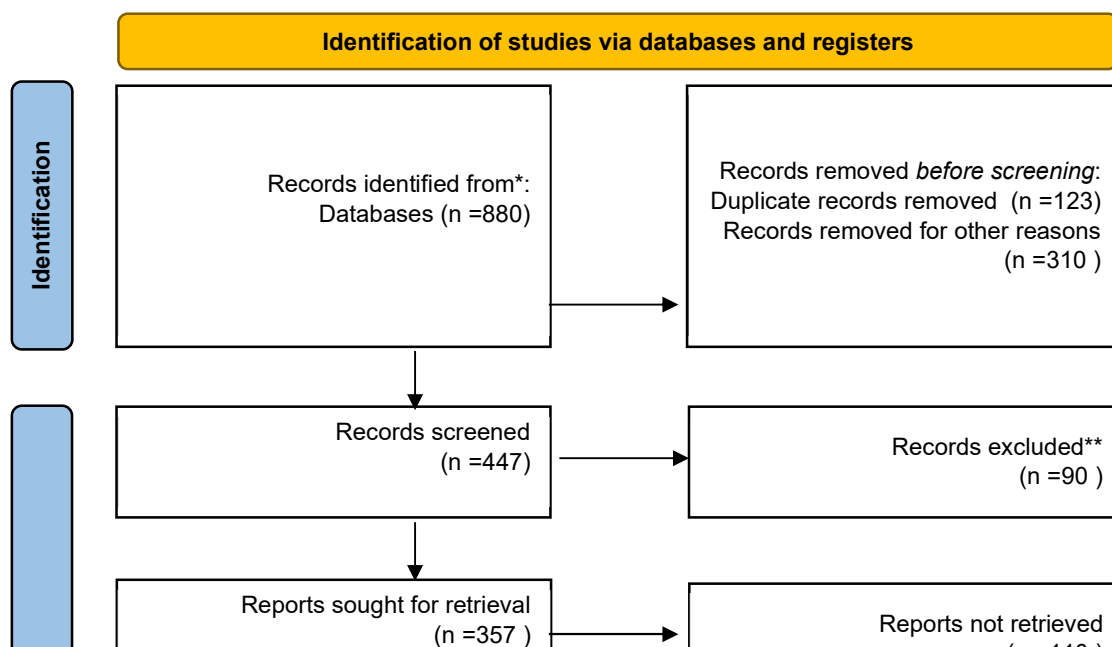 Identification of studies via databases and registers
Identification
Records identified from*:
Databases (n =880)
Records removed before screening:
Duplicate records removed  (n =123)
Records removed for other reasons
(n =310 )
Records screened
(n =447)
Records excluded**
(n =90 )
Reports sought for retrieval
(n =357 )
Reports not retrieved